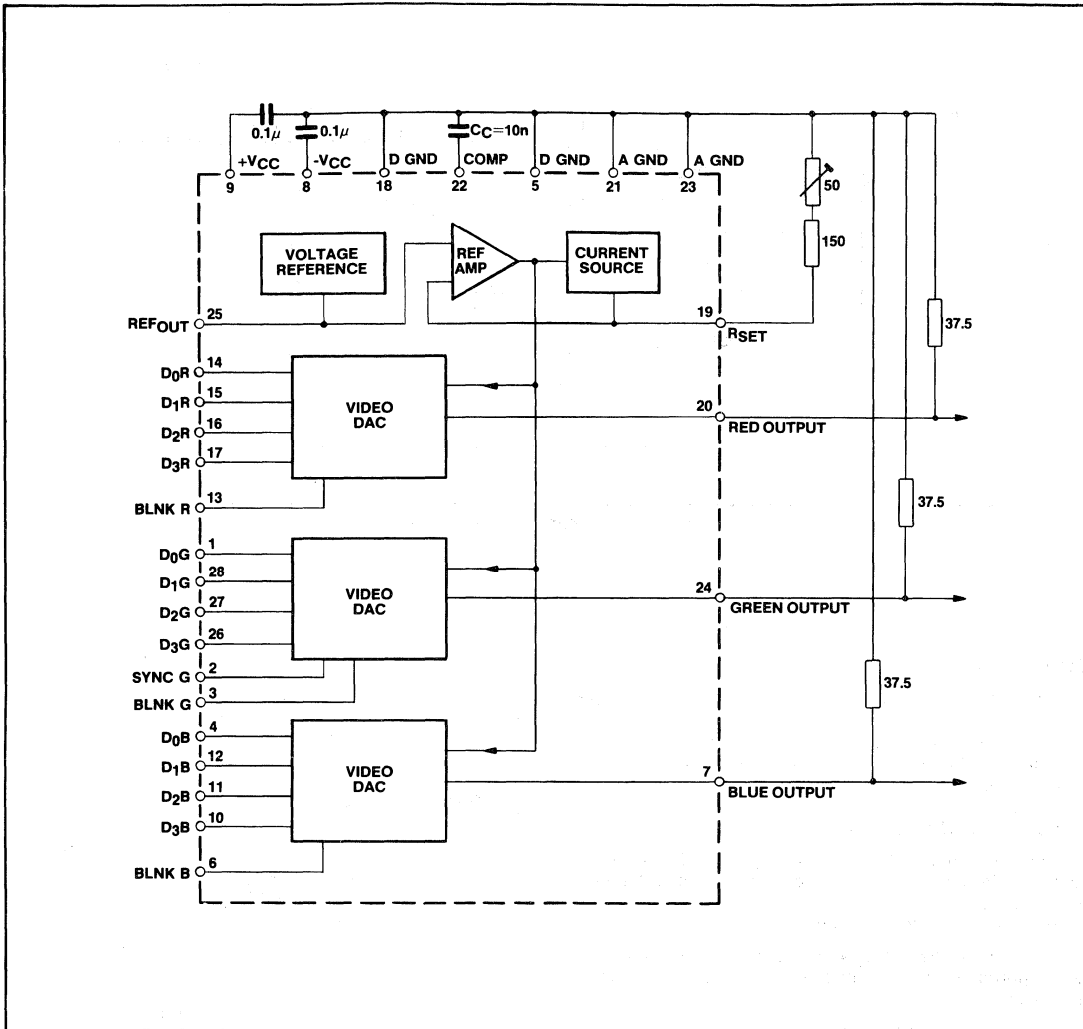 0.1μ
0.1μ
CC=10n
+VCC
-VCC
D GND
COMP
D GND
A GND
A GND
9
8
18
22
5
21
23
50
150
VOLTAGE
REFERENCE
REF
AMP
CURRENT
SOURCE
25
REFOUT
19
RSET
37.5
14
D0R
15
D1R
16
D2R
17
D3R
13
BLNK R
VIDEO
DAC
20
RED OUTPUT
37.5
1
D0G
28
D1G
27
D2G
26
D3G
2
SYNC G
3
BLNK G
VIDEO
DAC
24
GREEN OUTPUT
37.5
4
D0B
12
D1B
11
D2B
10
D3B
6
BLNK B
VIDEO
DAC
7
BLUE OUTPUT